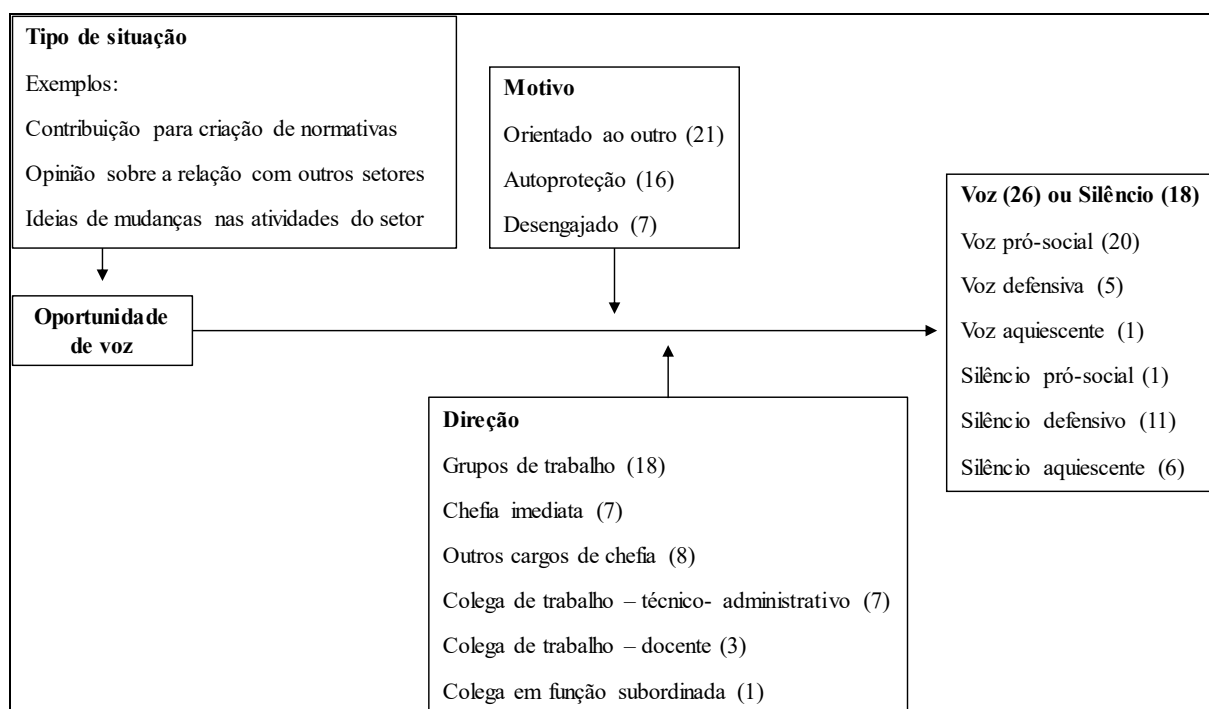 Tipo de situação
Exemplos:
Contribuição para criação de normativas
Opinião sobre a relação com outros setores
Ideias de mudanças nas atividades do setor
Oportunidade
de voz
Motivo
Orientado ao outro (21)
Autoproteção (16)
Desengajado (7)
Direção
Grupos de trabalho (18)
Chefia imediata (7)
Outros cargos de chefia (8)
Colega de trabalho – técnico- administrativo (7)
Colega de trabalho – docente (3)
Colega em função subordinada (1)
Voz (26) ou Silêncio (18)
Voz pró-social (20)
Voz defensiva (5)
Voz aquiescente (1)
Silêncio pró-social (1)
Silêncio defensivo (11)
Silêncio aquiescente (6)